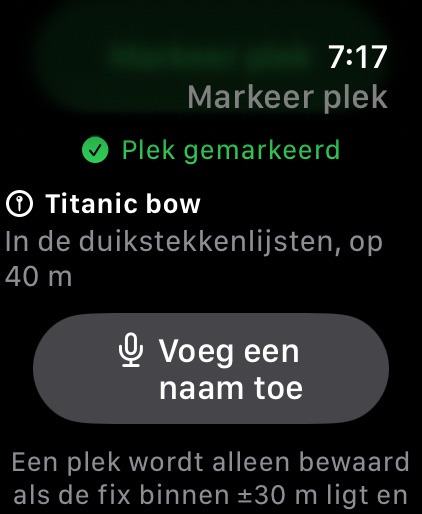 7:17
Markeer plek
Plek gemarkeerd
Titanic bow
In de duikstekkenlijsten, op
40 m
Voeg een
naam toe
Een plek wordt alleen bewaard
als de fix binnen ±30 m ligt en